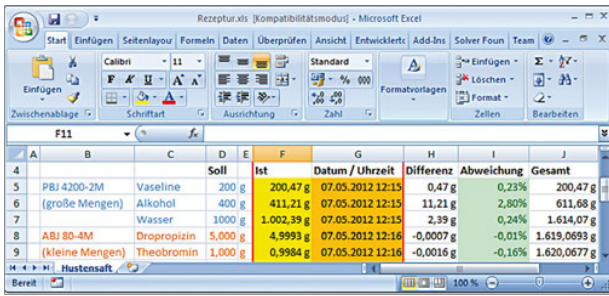 Rezeptur.xls [Kompatibilitätsmodus] - Microsoft Excel
Start Einfügen Seitenlayou Formeln Daten Überprüfen Ansicht Entwicklertc Add-Ins Solver Foun Team
Calibri 11 Standard Einfügen
F K U A A % 000 Löschen
Einfügen Formatvorlagen Format
Zwischenablage Schriftart Ausrichtung Zahl Zellen Bearbeiten
F11 fx
A B C D E F G H I J
4 Soll Ist Datum / Uhrzeit Differenz Abweichung Gesamt
5 PBJ 4200-2M Vaseline 200 g 200,47 g 07.05.2012 12:15 0,47 g 0,23% 200,47 g
6 (große Mengen) Alkohol 400 g 411,21 g 07.05.2012 12:15 11,21 g 2,80% 611,68 g
7 Wasser 1000 g 1.002,39 g 07.05.2012 12:15 2,39 g 0,24% 1.614,07 g
8 ABJ 80-4M Dropropizin 5,000 g 4,9993 g 07.05.2012 12:16 -0,0007 g -0,01% 1.619,0693 g
9 (kleine Mengen) Theobromin 1,000 g 0,9984 g 07.05.2012 12:16 -0,0016 g -0,16% 1.620,0677 g
Hustensaft
Bereit 100 %